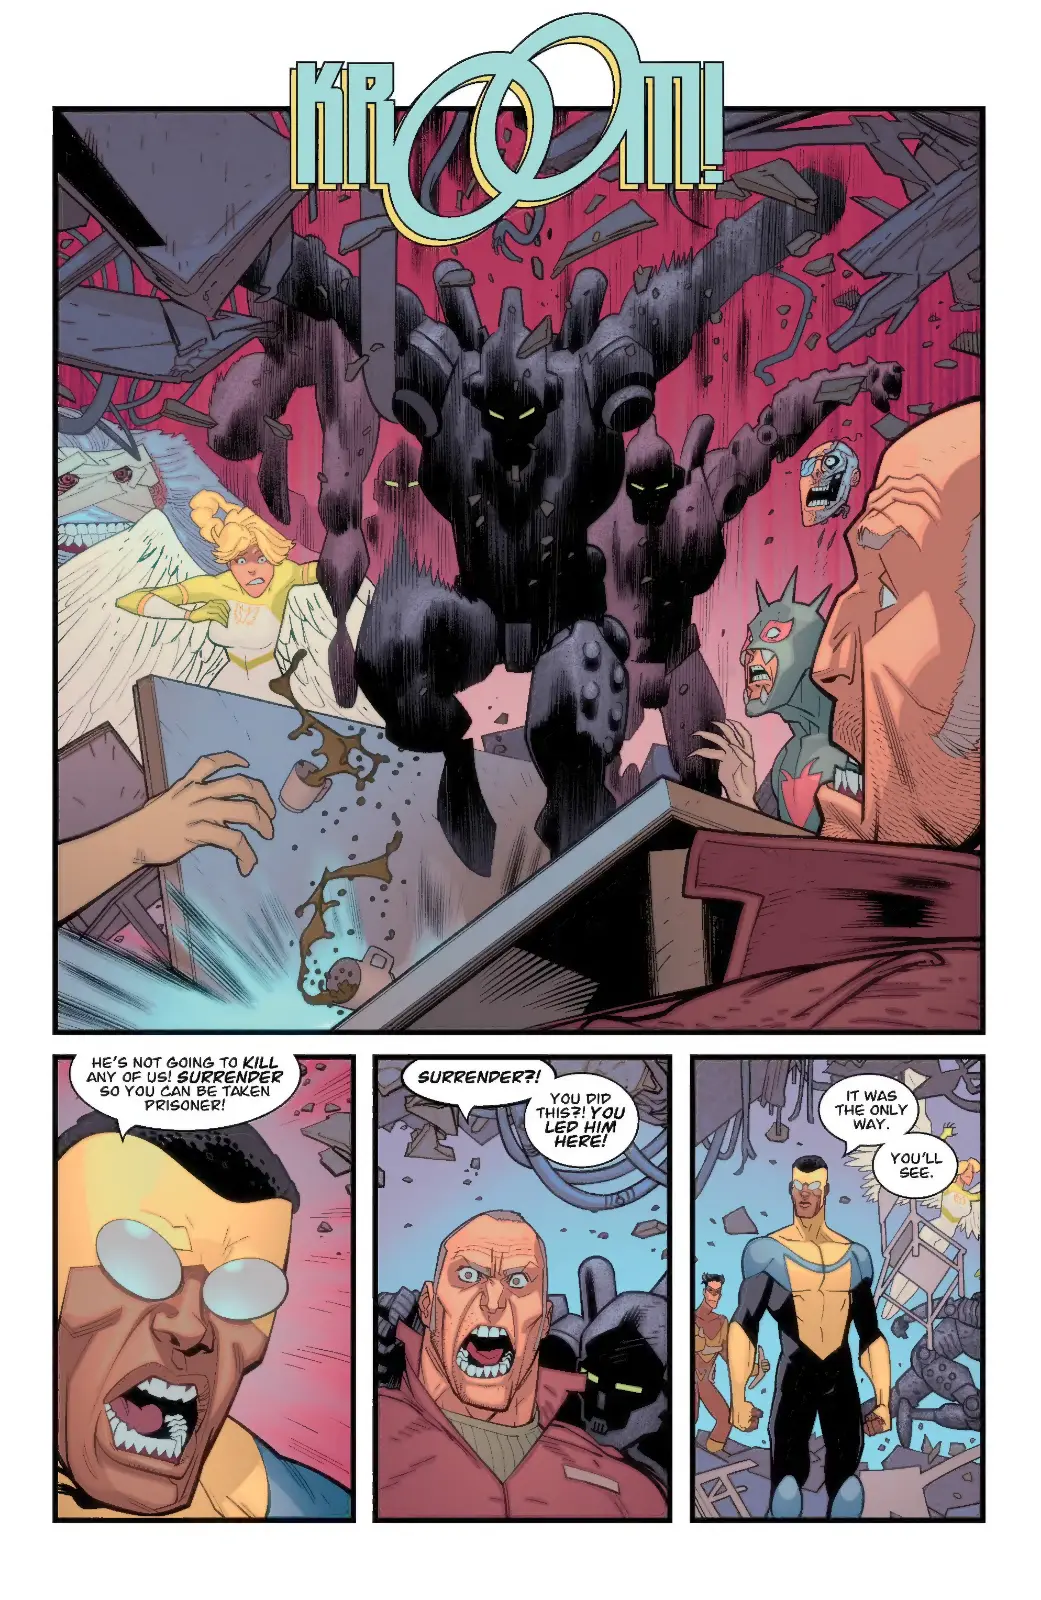 KROOM!
HE'S NOT GOING TO KILL
ANY OF US! SURRENDER
SO YOU CAN BE TAKEN
PRISONER!
SURRENDER?!
YOU DID
THIS?! YOU
LED HIM
HERE!
IT WAS
THE ONLY
WAY.
YOU'LL
SEE.